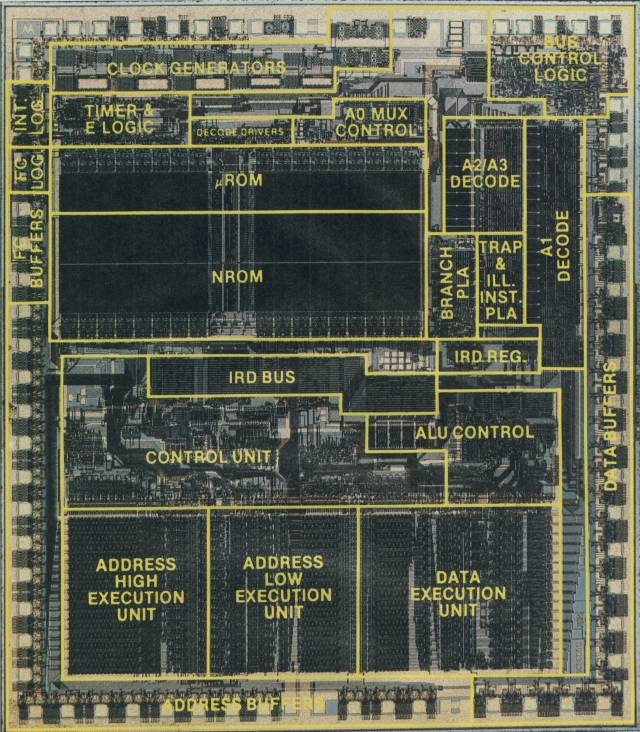 CLOCK GENERATORS
BUS
CONTROL
LOGIC
INT.
LOG.
TIMER &
E LOGIC
DECODE DRIVERS
A0 MUX
CONTROL
FC
LOG
μROM
A2/A3
DECODE
FC
BUFFERS
NROM
BRANCH
PLA
TRAP
&
ILL.
INST.
PLA
A1
DECODE
IRD REG.
IRD BUS
ALU CONTROL
CONTROL UNIT
DATA BUFFERS
ADDRESS
HIGH
EXECUTION
UNIT
ADDRESS
LOW
EXECUTION
UNIT
DATA
EXECUTION
UNIT
ADDRESS BUFFERS